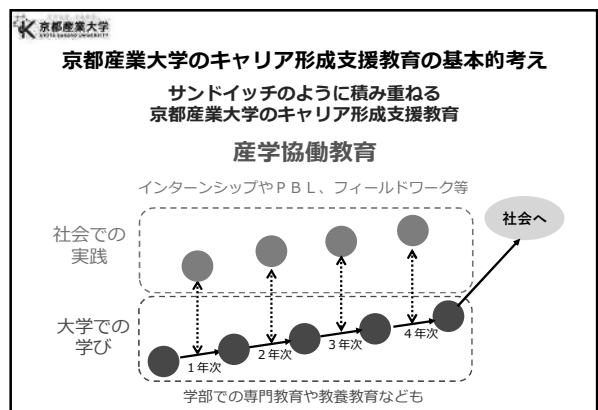 京都産業大学
KYOTO SANGYO UNIVERSITY
京都産業大学のキャリア形成支援教育の基本的考え
サンドイッチのように積み重ねる
京都産業大学のキャリア形成支援教育
産学協働教育
インターンシップやＰＢＬ、フィールドワーク等
社会へ
社会での
実践
大学での
学び
１年次
２年次
３年次
４年次
学部での専門教育や教養教育なども